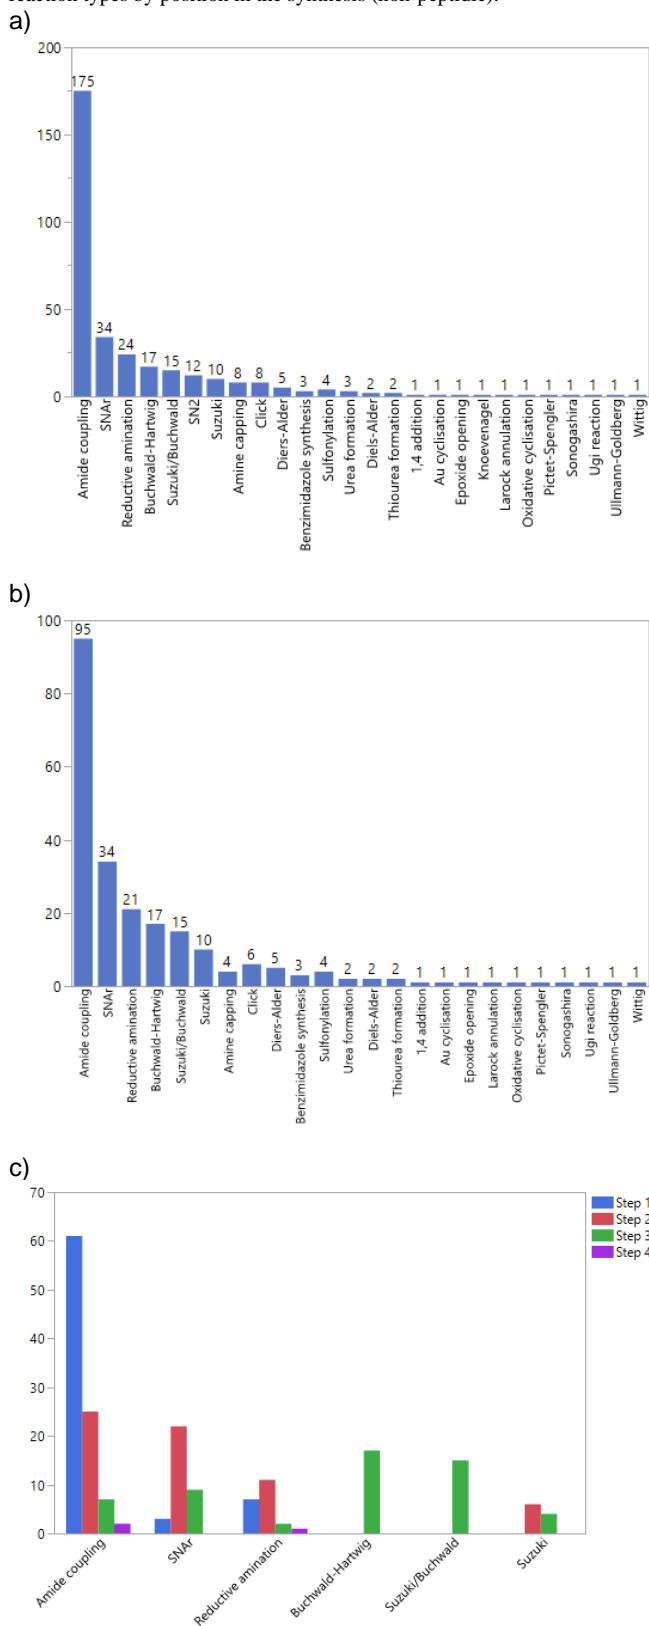 reaction types by position in the synthesis (non-peptidic).
a)
200
150
100
50
0
175
34
24
17
15
12
10
8
8
5
3
4
3
2
2
1
1
1
1
1
1
1
1
1
1
1
Amide coupling
SNAr
Reductive amination
Buchwald-Hartwig
Suzuki/Buchwald
SN2
Suzuki
Amine capping
Click
Diers-Alder
Benzimidazole synthesis
Sulfonylation
Urea formation
Diels-Alder
Thiourea formation
1,4 addition
Au cyclisation
Epoxide opening
Knoevenagel
Larock annulation
Oxidative cyclisation
Pictet-Spengler
Sonogashira
Ugi reaction
Ullmann-Goldberg
Wittig
b)
100
80
60
40
20
0
95
34
21
17
15
10
4
6
5
3
4
2
2
2
1
1
1
1
1
1
1
1
1
1
Amide coupling
SNAr
Reductive amination
Buchwald-Hartwig
Suzuki/Buchwald
Suzuki
Amine capping
Click
Diers-Alder
Benzimidazole synthesis
Sulfonylation
Urea formation
Diels-Alder
Thiourea formation
1,4 addition
Au cyclisation
Epoxide opening
Larock annulation
Oxidative cyclisation
Pictet-Spengler
Sonogashira
Ugi reaction
Ullmann-Goldberg
Wittig
c)
70
60
50
40
30
20
10
0
Step 1
Step 2
Step 3
Step 4
Amide coupling
SNAr
Reductive amination
Buchwald-Hartwig
Suzuki/Buchwald
Suzuki